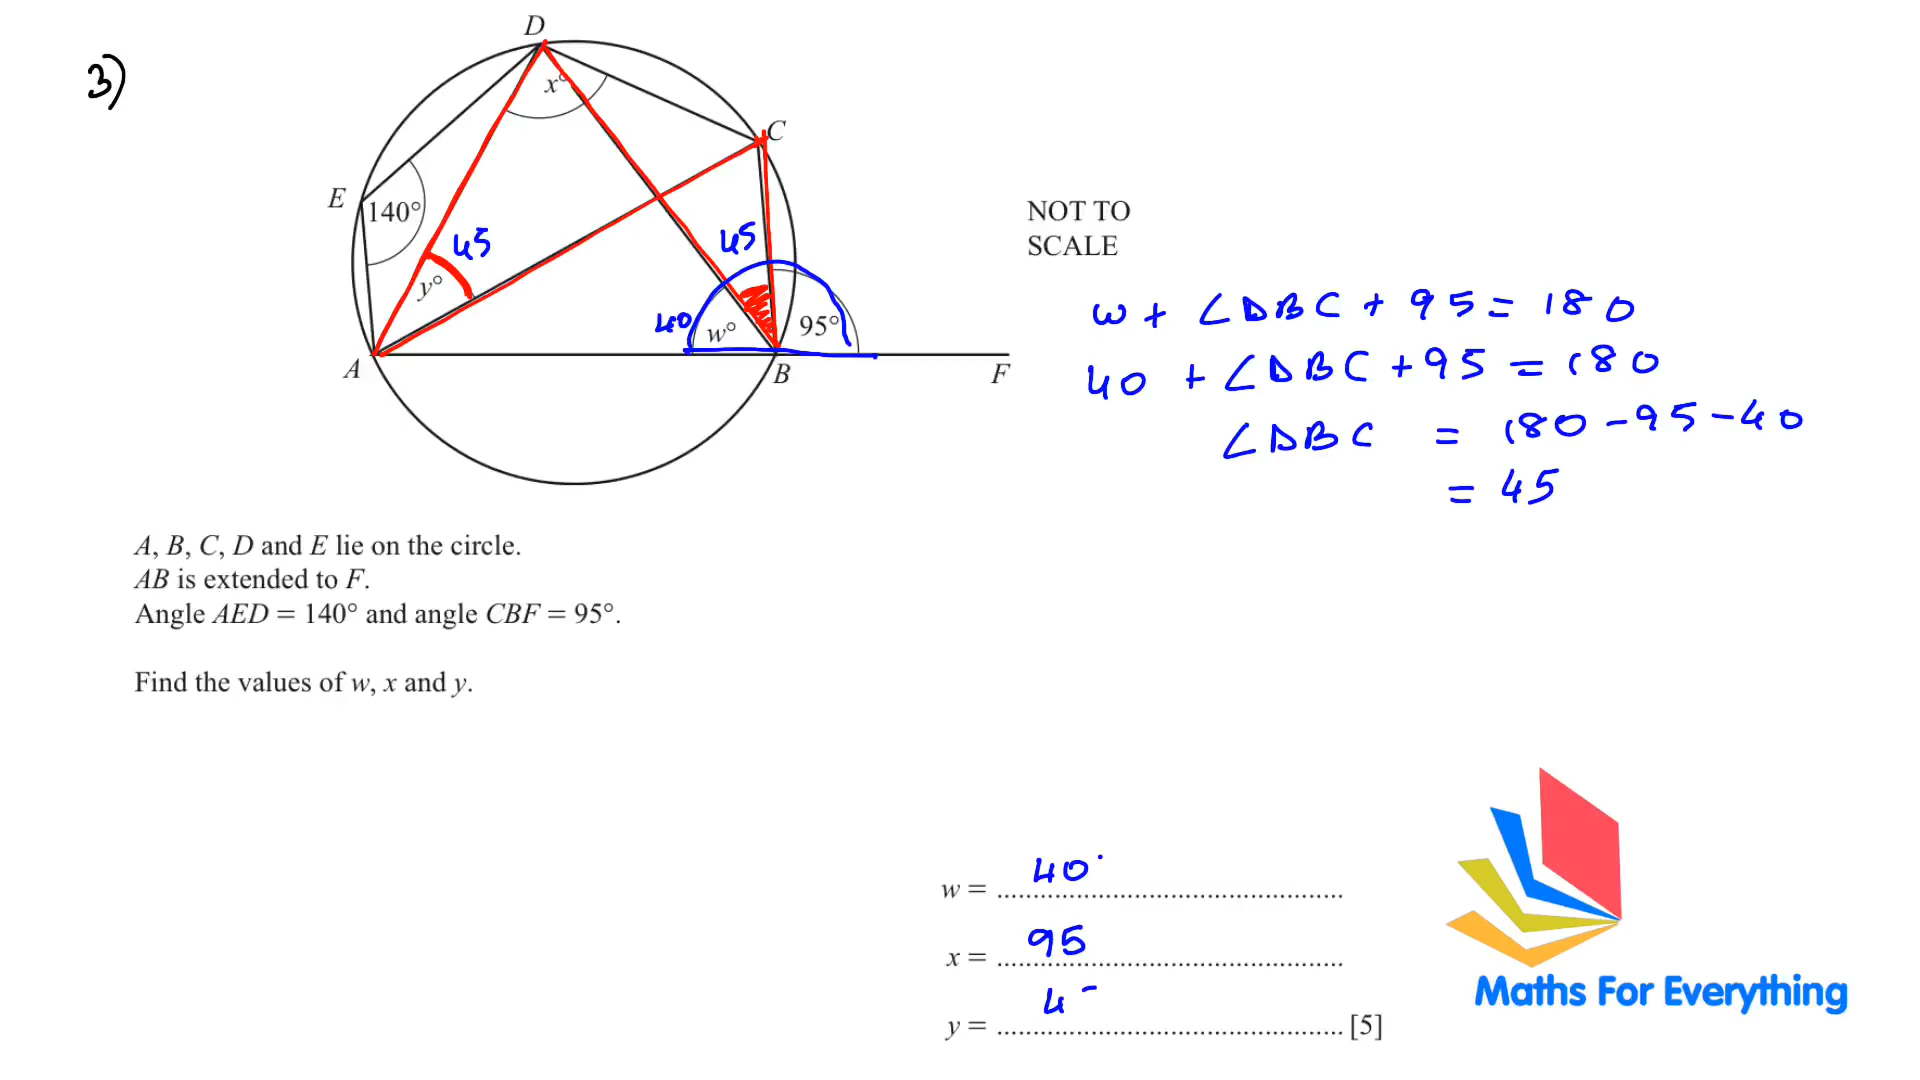 3)
D
x°
C
E
140°
45
45
y°
40
w°
95°
A
B
F
NOT TO
SCALE
w + ∠DBC + 95 = 180
40 + ∠DBC + 95 = 180
∠DBC = 180 - 95 - 40
= 45
A, B, C, D and E lie on the circle.
AB is extended to F.
Angle AED = 140° and angle CBF = 95°.
Find the values of w, x and y.
w = 40
x = 95
y = 4 [5]
Maths For Everything